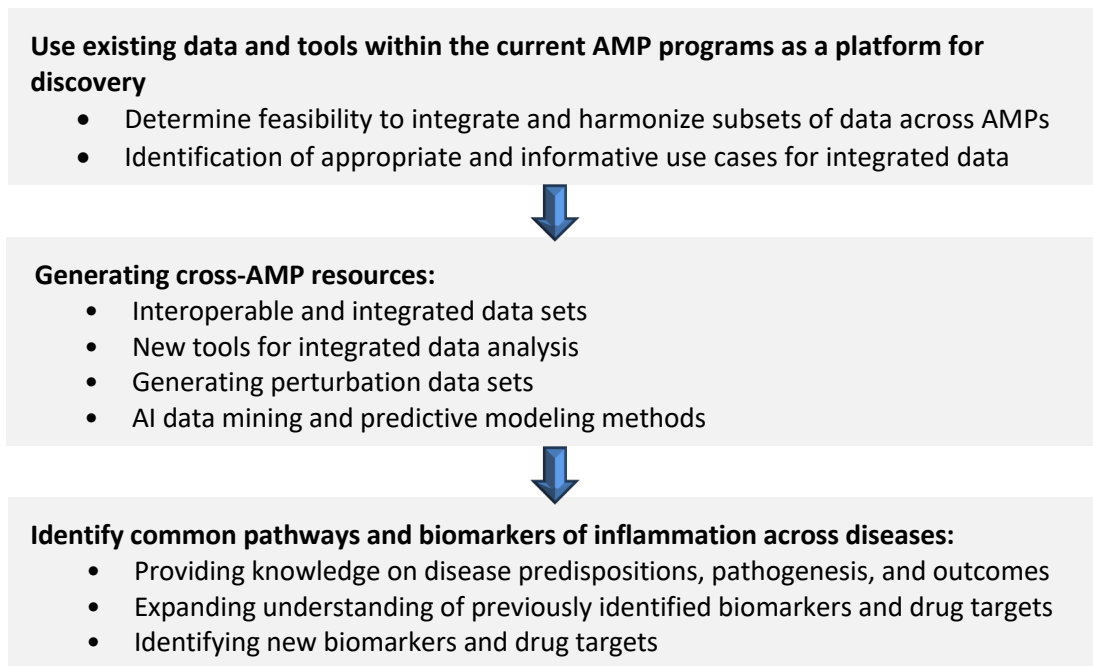 Use existing data and tools within the current AMP programs as a platform for
discovery
• Determine feasibility to integrate and harmonize subsets of data across AMPs
• Identification of appropriate and informative use cases for integrated data
Generating cross-AMP resources:
• Interoperable and integrated data sets
• New tools for integrated data analysis
• Generating perturbation data sets
• AI data mining and predictive modeling methods
Identify common pathways and biomarkers of inflammation across diseases:
• Providing knowledge on disease predispositions, pathogenesis, and outcomes
• Expanding understanding of previously identified biomarkers and drug targets
• Identifying new biomarkers and drug targets